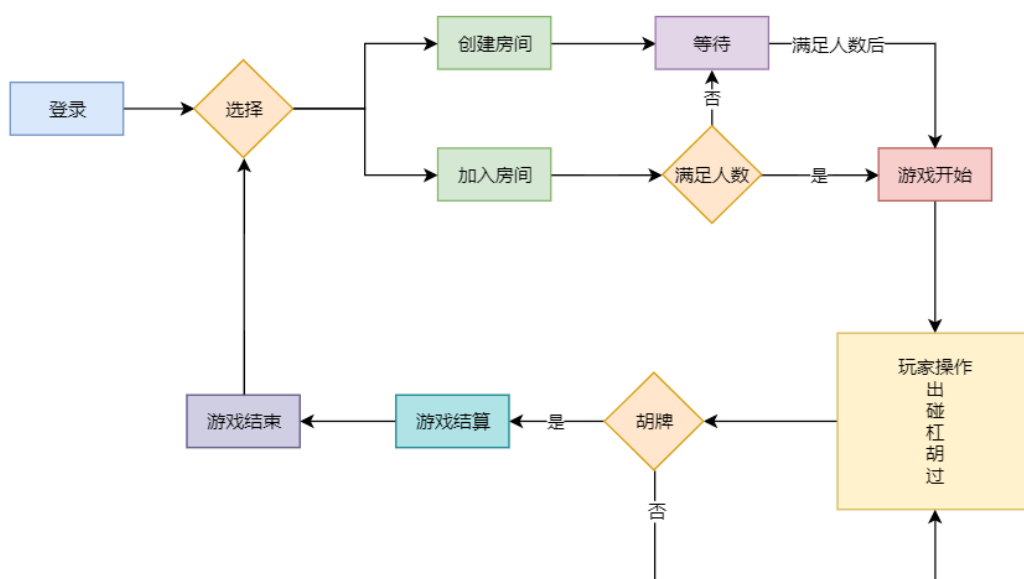 创建房间
等待
满足人数后
登录
选择
否
加入房间
满足人数
是
游戏开始
玩家操作
出
碰
杠
胡
过
游戏结束
游戏结算
是
胡牌
否